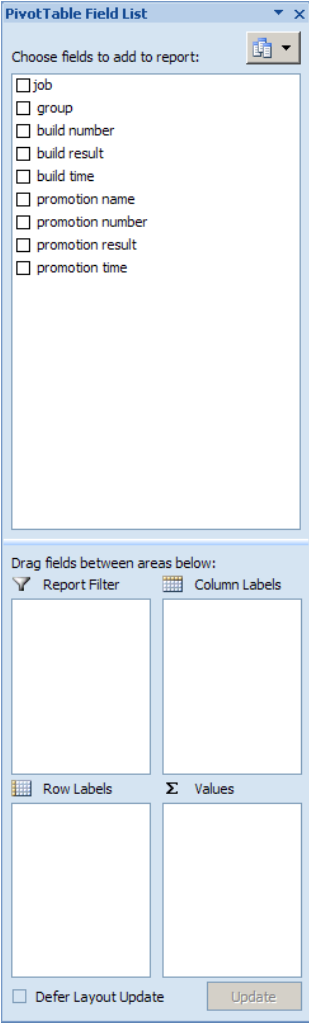 PivotTable Field List
Choose fields to add to report:
job
group
build number
build result
build time
promotion name
promotion number
promotion result
promotion time
Drag fields between areas below:
Report Filter
Column Labels
Row Labels
Σ Values
Defer Layout Update
Update